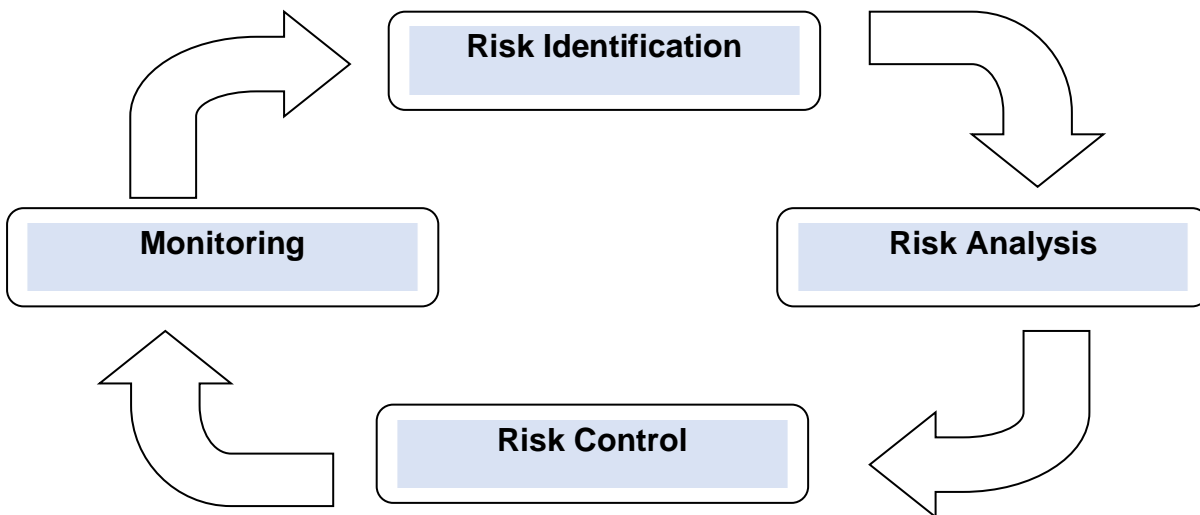 Risk Identification
Monitoring
Risk Analysis
Risk Control